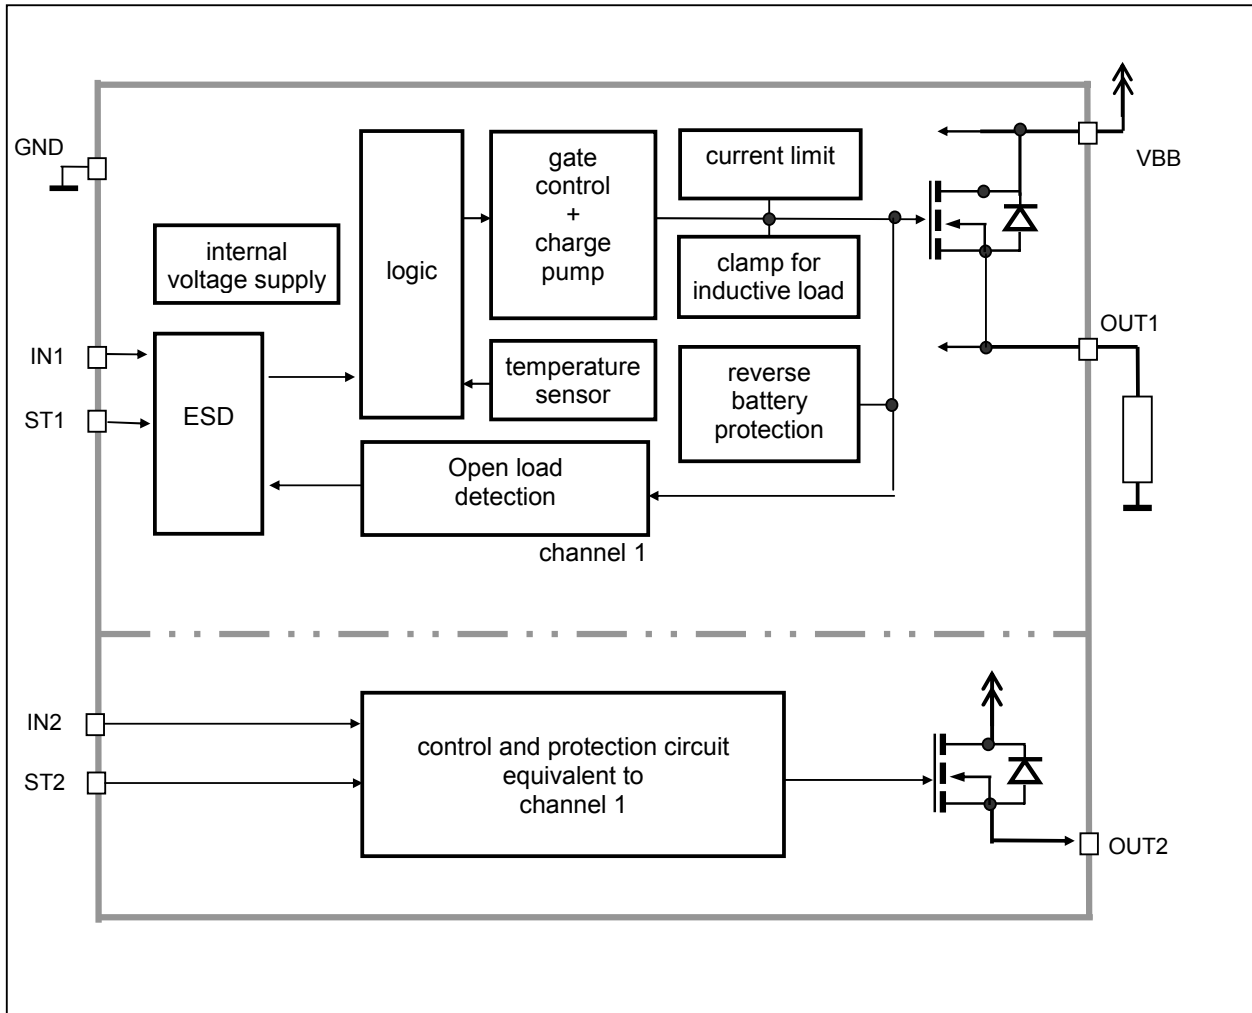 GND
VBB
gate
control
+
charge
pump
current limit
internal
voltage supply
logic
clamp for
inductive load
OUT1
IN1
temperature
sensor
reverse
battery
protection
ST1
ESD
Open load
detection
channel 1
IN2
ST2
control and protection circuit
equivalent to
channel 1
OUT2